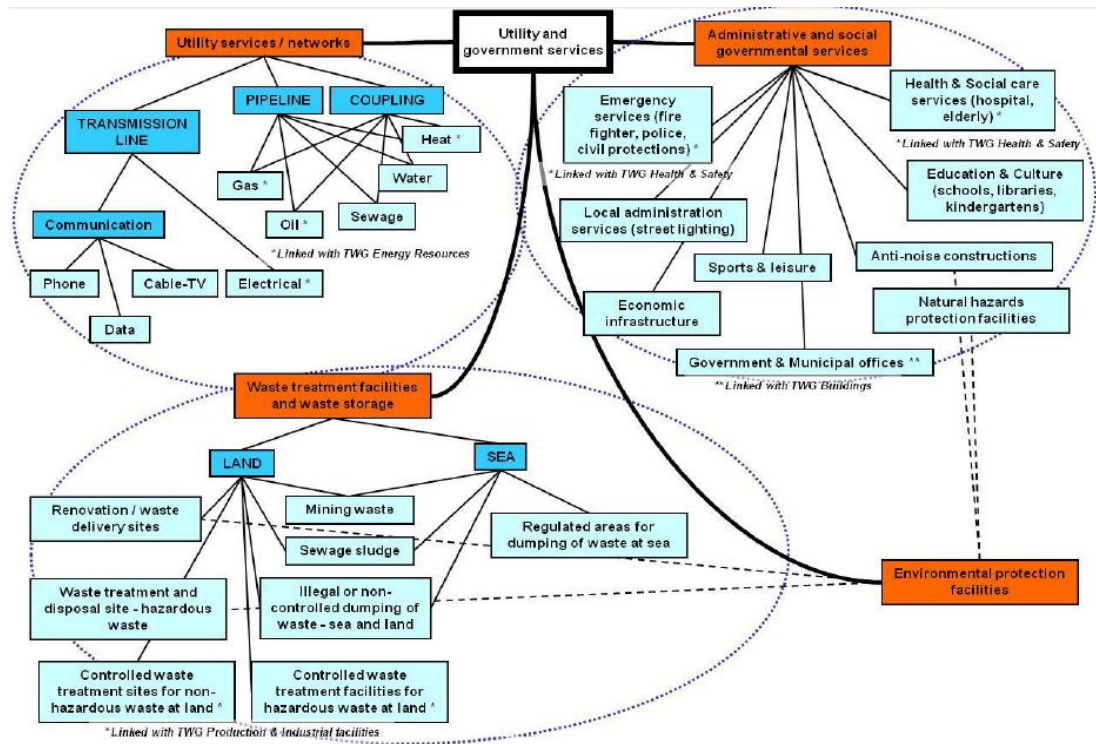 Utility and
government services
Utility services / networks
Administrative and social
governmental services
PIPELINE
COUPLING
TRANSMISSION
LINE
Heat *
Gas *
Water
Oil *
Sewage
* Linked with TWG Energy Resources
Communication
Phone
Cable-TV
Electrical *
Data
Emergency
services (fire
fighter, police,
civil protections) *
* Linked with TWG Health & Safety
Health & Social care
services (hospital,
elderly) *
* Linked with TWG Health & Safety
Education & Culture
(schools, libraries,
kindergartens)
Local administration
services (street lighting)
Sports & leisure
Anti-noise constructions
Economic
infrastructure
Natural hazards
protection facilities
Government & Municipal offices **
** Linked with TWG Buildings
Waste treatment facilities
and waste storage
LAND
SEA
Renovation / waste
delivery sites
Mining waste
Sewage sludge
Regulated areas for
dumping of waste at sea
Waste treatment and
disposal site - hazardous
waste
Illegal or non-
controlled dumping of
waste - sea and land
Environmental protection
facilities
Controlled waste
treatment sites for non-
hazardous waste at land *
Controlled waste
treatment facilities for
hazardous waste at land *
* Linked with TWG Production & Industrial facilities